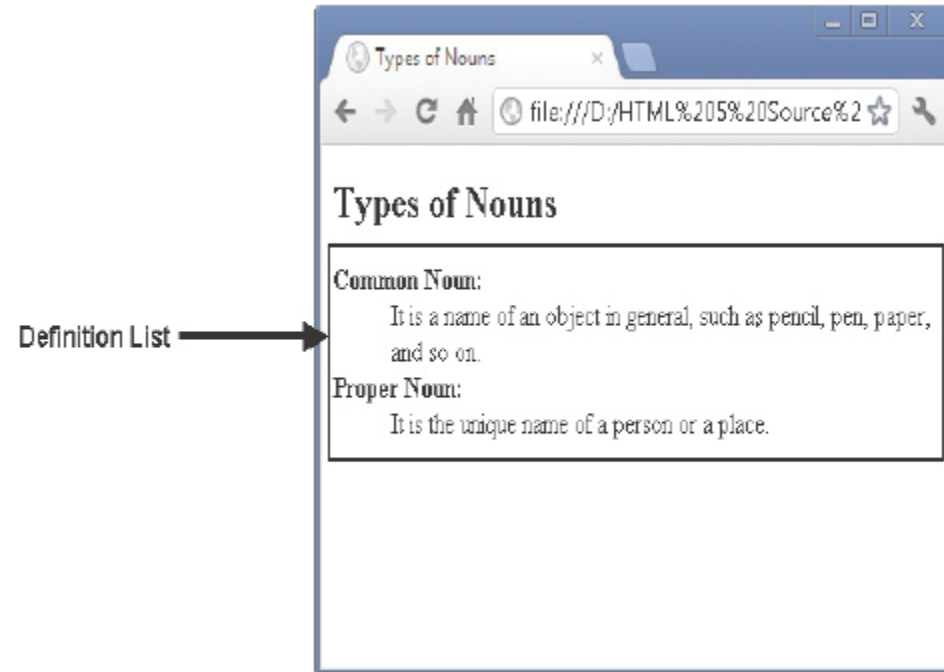 Types of Nouns
file:///D:/HTML%205%20Source%2
Types of Nouns
Common Noun:
It is a name of an object in general, such as pencil, pen, paper,
and so on.
Definition List
Proper Noun:
It is the unique name of a person or a place.